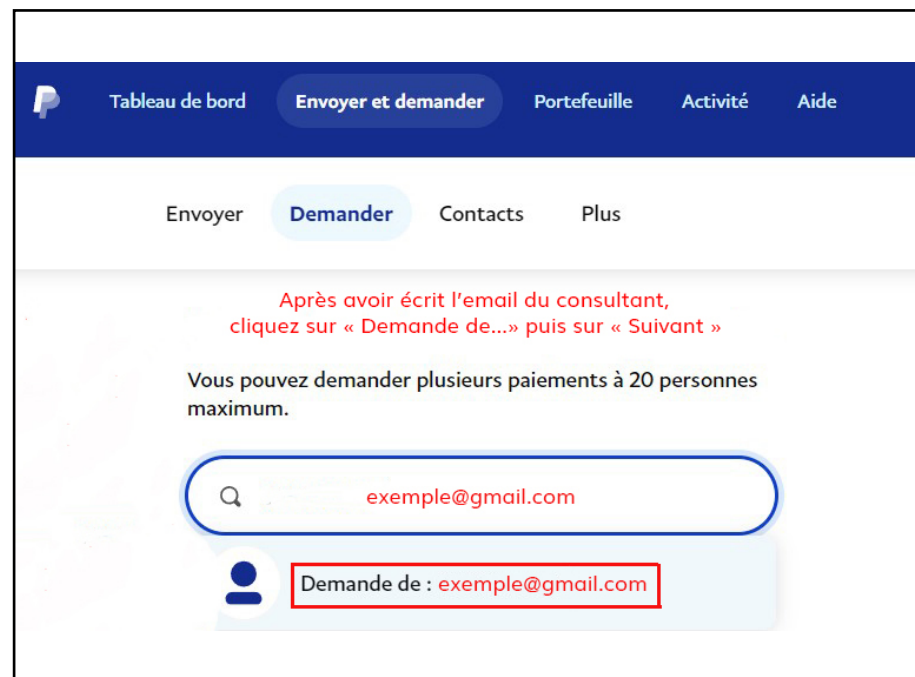 Tableau de bord Envoyer et demander Portefeuille Activité Aide
Envoyer Demander Contacts Plus
Après avoir écrit l'email du consultant,
cliquez sur « Demande de...» puis sur « Suivant »
Vous pouvez demander plusieurs paiements à 20 personnes
maximum.
exemple@gmail.com
Demande de : exemple@gmail.com